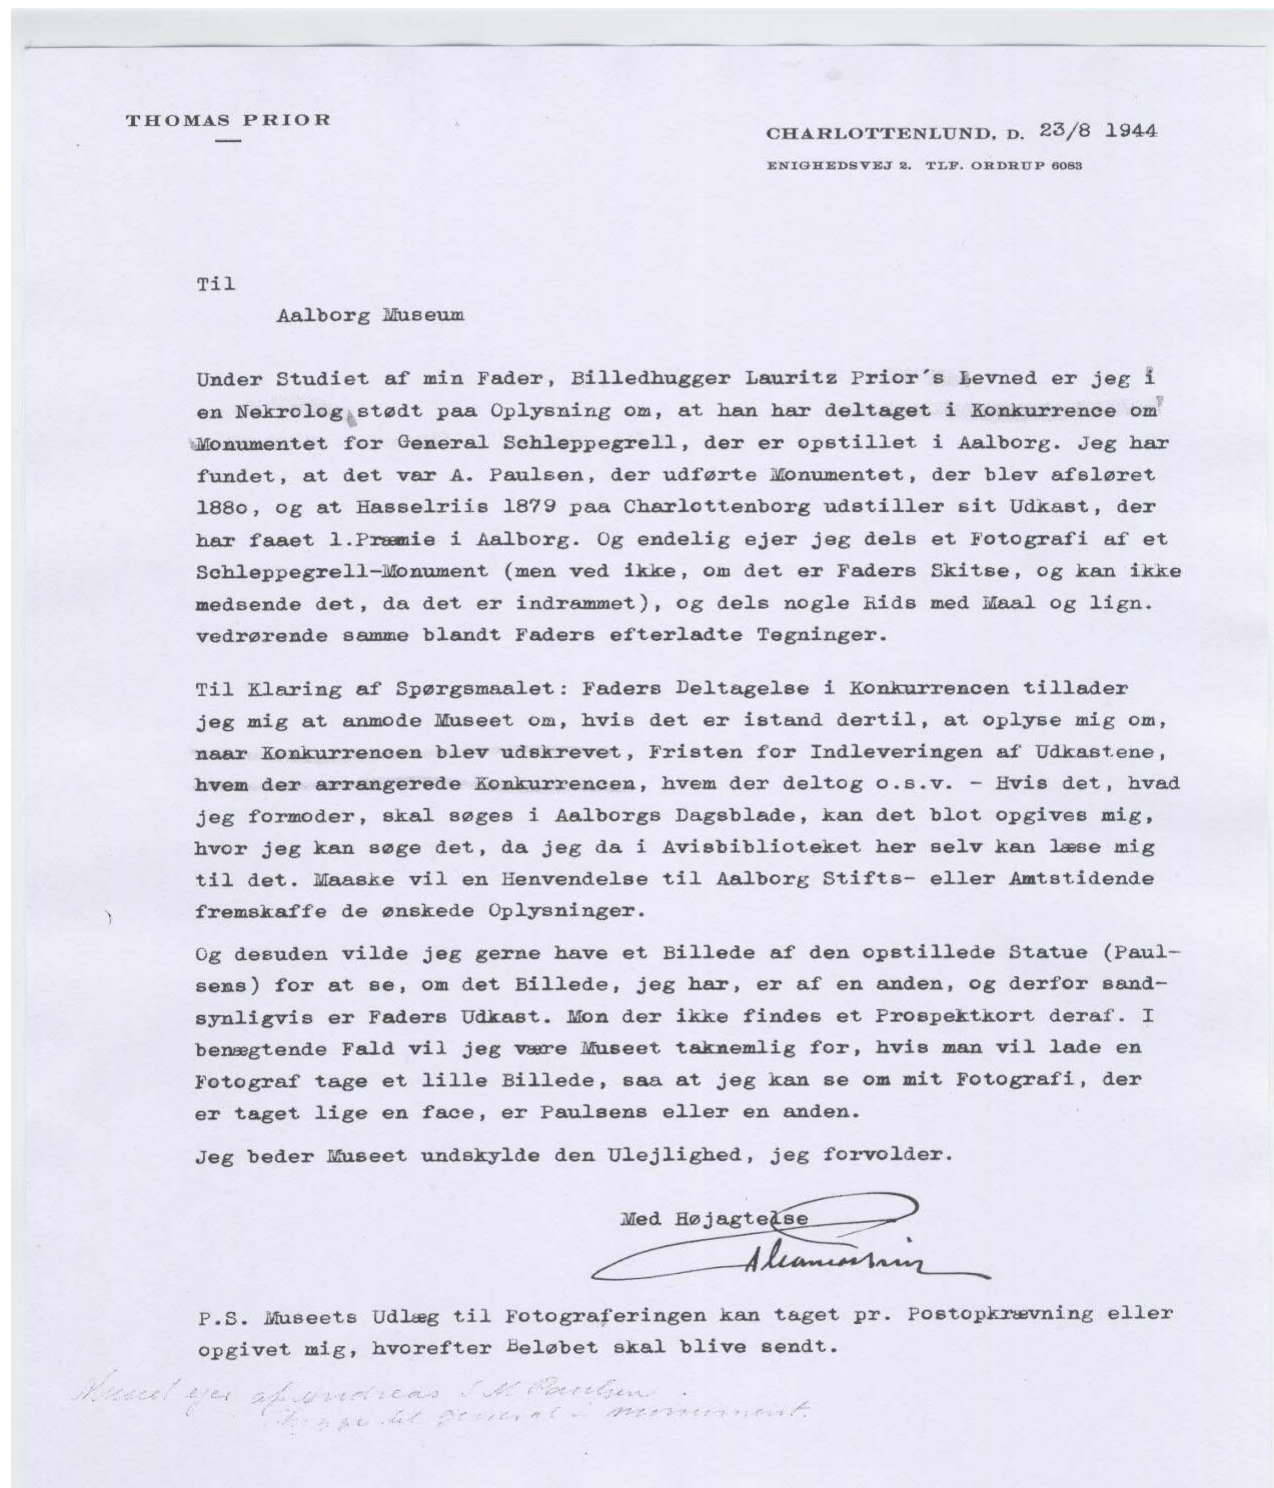 THOMAS PRIOR
CHARLOTTENLUND, D. 23/8 1944
ENIGHEDSVEJ 2. TLF. ORDRUP 6083
Til
Aalborg Museum
Under Studiet af min Fader, Billedhugger Lauritz Prior's Levned er jeg i
en Nekrolog stødt paa Oplysning om, at han har deltaget i Konkurrence om
Monumentet for General Schleppegrell, der er opstillet i Aalborg. Jeg har
fundet, at det var A. Paulsen, der udførte Monumentet, der blev afsløret
188o, og at Hasselriis 1879 paa Charlottenborg udstiller sit Udkast, der
har faaet 1.Præmie i Aalborg. Og endelig ejer jeg dels et Fotografi af et
Schleppegrell-Monument (men ved ikke, om det er Faders Skitse, og kan ikke
medsende det, da det er indrammet), og dels nogle Rids med Maal og lign.
vedrørende samme blandt Faders efterladte Tegninger.
Til Klaring af Spørgsmaalet: Faders Deltagelse i Konkurrencen tillader
jeg mig at anmode Museet om, hvis det er istand dertil, at oplyse mig om,
naar Konkurrencen blev udskrevet, Fristen for Indleveringen af Udkastene,
hvem der arrangerede Konkurrencen, hvem der deltog o.s.v. - Hvis det, hvad
jeg formoder, skal søges i Aalborgs Dagsblade, kan det blot opgives mig,
hvor jeg kan søge det, da jeg da i Avisbiblioteket her selv kan læse mig
til det. Maaske vil en Henvendelse til Aalborg Stifts- eller Amtstidende
fremskaffe de ønskede Oplysninger.
Og desuden vilde jeg gerne have et Billede af den opstillede Statue (Paul-
sens) for at se, om det Billede, jeg har, er af en anden, og derfor sand-
synligvis er Faders Udkast. Mon der ikke findes et Prospektkort deraf. I
benægtende Fald vil jeg være Museet taknemlig for, hvis man vil lade en
Fotograf tage et lille Billede, saa at jeg kan se om mit Fotografi, der
er taget lige en face, er Paulsens eller en anden.
Jeg beder Museet undskylde den Ulejlighed, jeg forvolder.
Med Højagtelse
P.S. Museets Udlæg til Fotograferingen kan taget pr. Postopkrævning eller
opgivet mig, hvorefter Beløbet skal blive sendt.
ejer af Andreas Paulsen
til General monument.